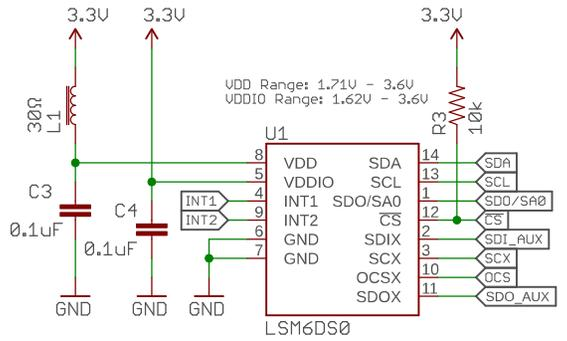 3.3V
3.3V
3.3V
VDD Range: 1.71V - 3.6V
VDDIO Range: 1.62V - 3.6V
30Ω
L1
R3
10k
U1
8
VDD
SDA
14
SDA
5
VDDIO
SCL
13
SCL
INT1
4
INT1
SDO/SA0
1
SDO/SA0
INT2
9
INT2
CS
12
CS
6
GND
SDIX
2
SDI_AUX
7
GND
SCX
3
SCX
OCSX
10
OCS
SDOX
11
SDO_AUX
C3
0.1uF
C4
0.1uF
GND
GND
GND
LSM6DS0